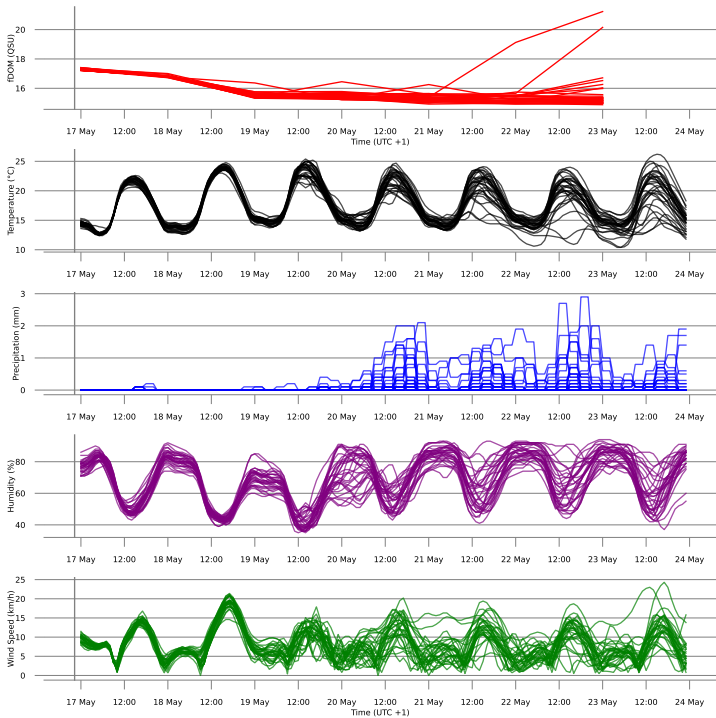 fDOM (QSU)
20
18
16
17 May 12:00 18 May 12:00 19 May 12:00 20 May 12:00 21 May 12:00 22 May 12:00 23 May 12:00 24 May
Time (UTC +1)
Temperature (°C)
25
20
15
10
17 May 12:00 18 May 12:00 19 May 12:00 20 May 12:00 21 May 12:00 22 May 12:00 23 May 12:00 24 May
Precipitation (mm)
3
2
1
0
17 May 12:00 18 May 12:00 19 May 12:00 20 May 12:00 21 May 12:00 22 May 12:00 23 May 12:00 24 May
Humidity (%)
80
60
40
17 May 12:00 18 May 12:00 19 May 12:00 20 May 12:00 21 May 12:00 22 May 12:00 23 May 12:00 24 May
Wind Speed (km/h)
25
20
15
10
5
0
17 May 12:00 18 May 12:00 19 May 12:00 20 May 12:00 21 May 12:00 22 May 12:00 23 May 12:00 24 May
Time (UTC +1)